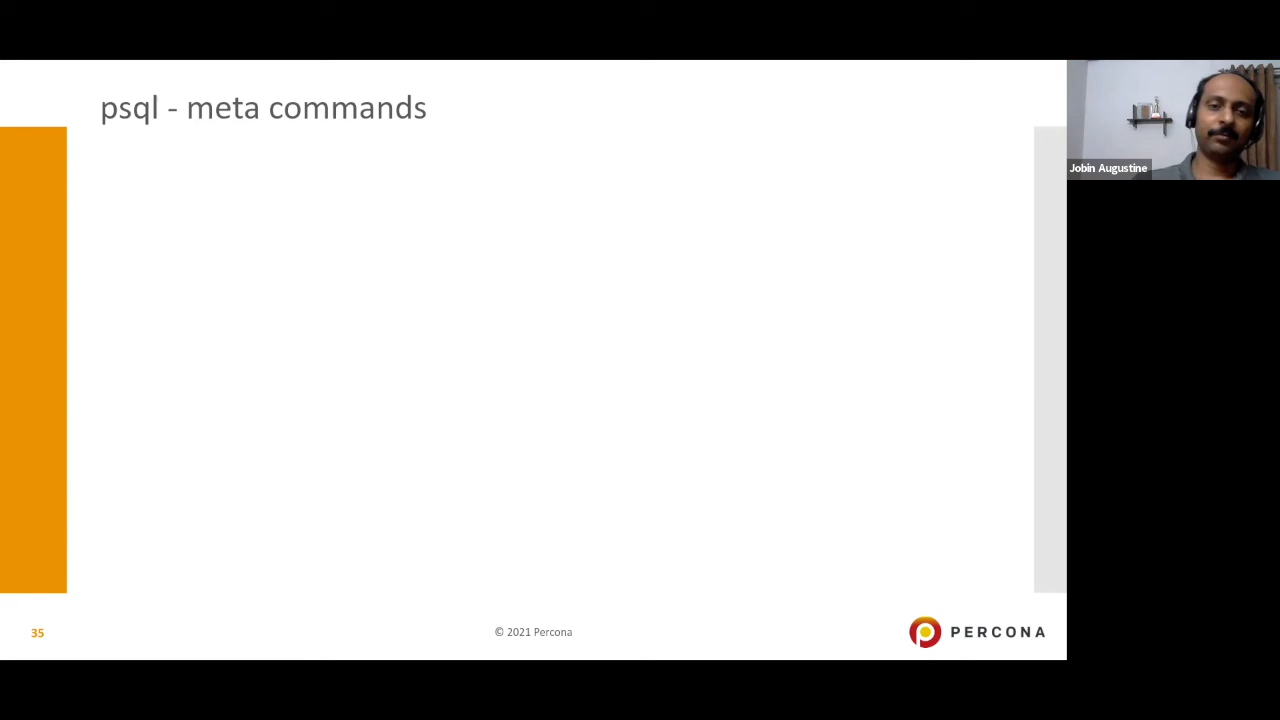 psql - meta commands
Jobin Augustine
35
© 2021 Percona
PERCONA